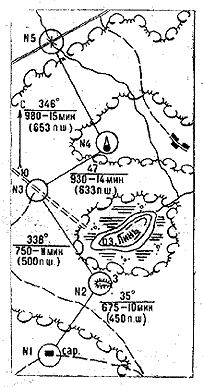 N5
С
346°
980–15мин
(653 п.ш.)
N4
47
930–14мин
(633п.ш.)
Ю
N3
338°
750–11мин
(500п.ш.)
Оз. Линь
N2
35°
675–10мин
(450 п.ш.)
N1
сар.